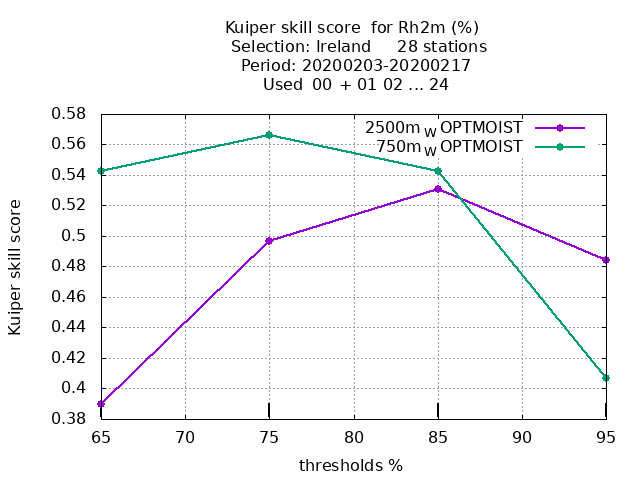 Kuiper skill score  for Rh2m (%)
Selection: Ireland     28 stations
Period: 20200203-20200217
Used  00 + 01 02 ... 24
2500m W OPTMOIST
750m W OPTMOIST
Kuiper skill score
0.58
0.56
0.54
0.52
0.5
0.48
0.46
0.44
0.42
0.4
0.38
65 70 75 80 85 90 95
thresholds %